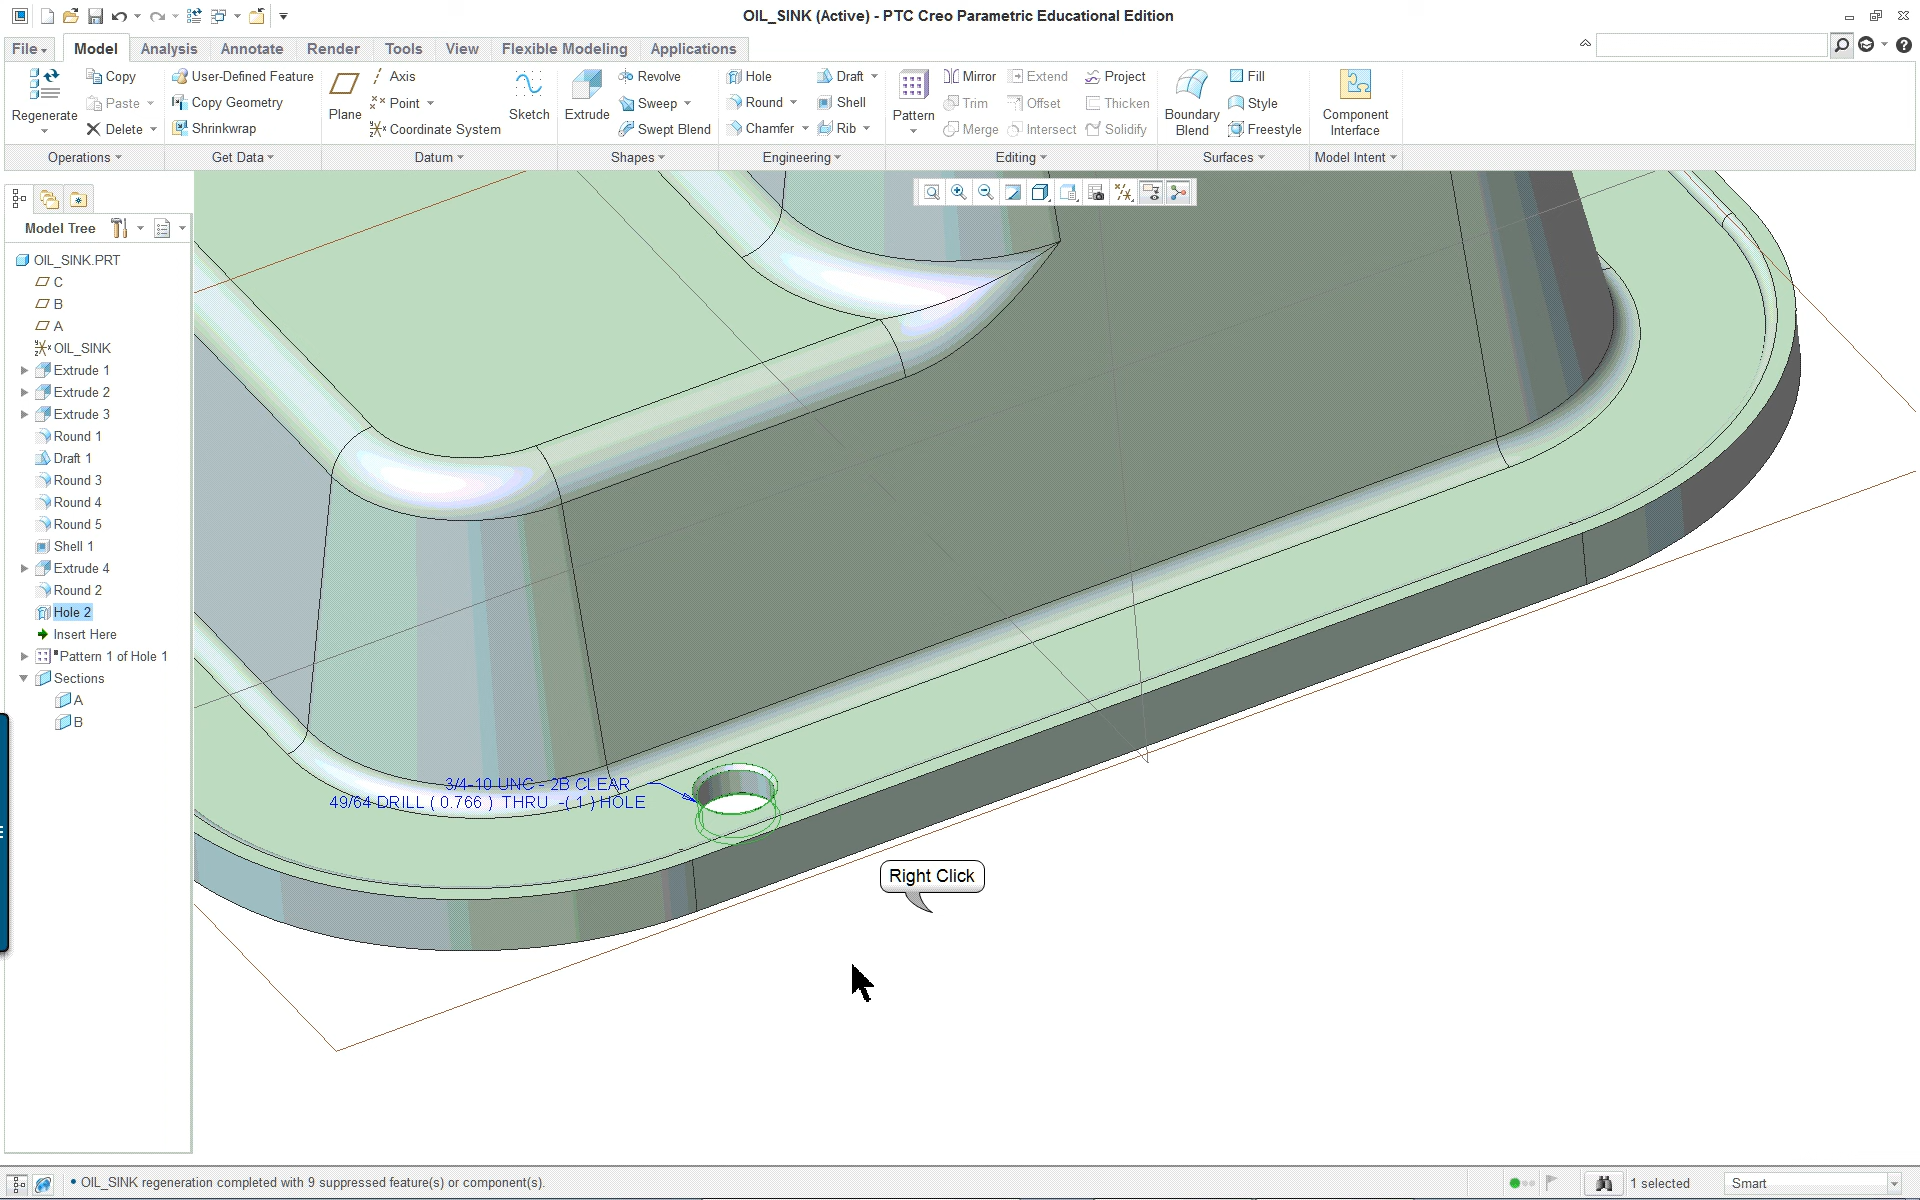 OIL_SINK (Active) - PTC Creo Parametric Educational Edition
File
Model
Analysis
Annotate
Render
Tools
View
Flexible Modeling
Applications
Regenerate
Copy
Paste
Delete
User-Defined Feature
Copy Geometry
Shrinkwrap
Plane
Axis
Point
Coordinate System
Sketch
Extrude
Revolve
Sweep
Swept Blend
Hole
Round
Chamfer
Draft
Shell
Rib
Pattern
Mirror
Trim
Merge
Extend
Offset
Intersect
Project
Thicken
Solidify
Boundary
Blend
Fill
Style
Freestyle
Component
Interface
Operations
Get Data
Datum
Shapes
Engineering
Editing
Surfaces
Model Intent
Model Tree
OIL_SINK.PRT
C
B
A
OIL_SINK
Extrude 1
Extrude 2
Extrude 3
Round 1
Draft 1
Round 3
Round 4
Round 5
Shell 1
Extrude 4
Round 2
Hole 2
Insert Here
Pattern 1 of Hole 1
Sections
A
B
3/4-10 UNC - 2B CLEAR
49/64 DRILL ( 0.766 ) THRU -( 1 ) HOLE
Right Click
• OIL_SINK regeneration completed with 9 suppressed feature(s) or component(s).
1 selected
Smart